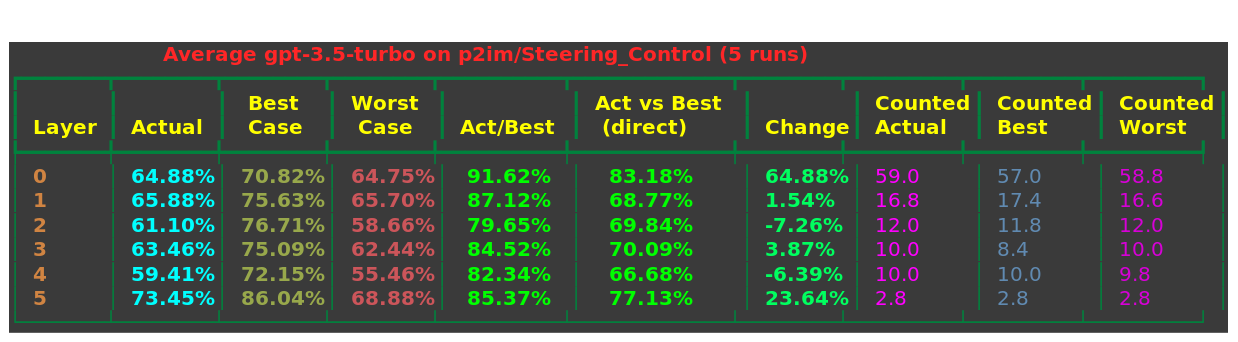 Average gpt-3.5-turbo on p2im/Steering_Control (5 runs)
Best Worst Act vs Best Counted Counted Counted
Layer Actual Case Case Act/Best (direct) Change Actual Best Worst
0 64.88% 70.82% 64.75% 91.62% 83.18% 64.88% 59.0 57.0 58.8
1 65.88% 75.63% 65.70% 87.12% 68.77% 1.54% 16.8 17.4 16.6
2 61.10% 76.71% 58.66% 79.65% 69.84% -7.26% 12.0 11.8 12.0
3 63.46% 75.09% 62.44% 84.52% 70.09% 3.87% 10.0 8.4 10.0
4 59.41% 72.15% 55.46% 82.34% 66.68% -6.39% 10.0 10.0 9.8
5 73.45% 86.04% 68.88% 85.37% 77.13% 23.64% 2.8 2.8 2.8